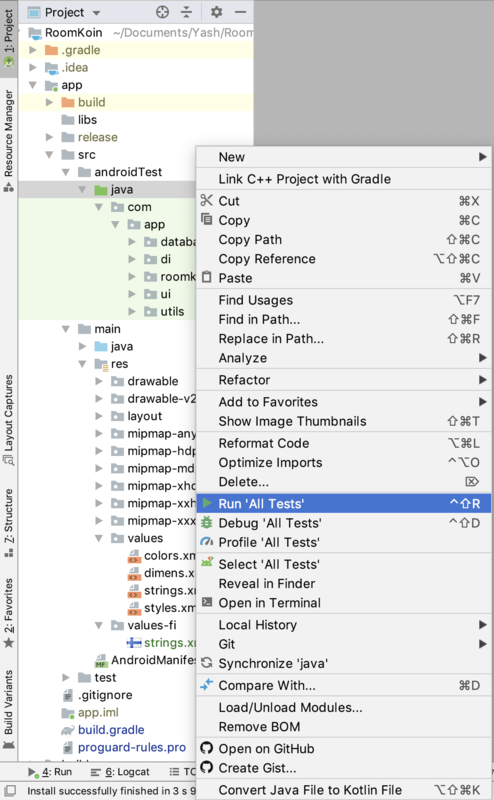 Project
RoomKoin ~/Documents/Yash/Room
.gradle
.idea
app
build
libs
release
src
androidTest
java
com
app
databa
di
roomk
ui
utils
main
java
res
drawable
drawable-v2
layout
mipmap-any
mipmap-hdp
mipmap-md
mipmap-xhd
mipmap-xxh
mipmap-xxx
values
colors.xm
dimens.xm
strings.xm
styles.xm
values-fi
strings.xm
AndroidManifes
test
.gitignore
app.iml
build.gradle
proguard-rules.pro
1: Project
Resource Manager
Layout Captures
Z: Structure
2: Favorites
Build Variants
New
Link C++ Project with Gradle
Cut ⌘X
Copy ⌘C
Copy Path ⇧⌘C
Copy Reference ⌥⇧⌘C
Paste ⌘V
Find Usages ⌥F7
Find in Path... ⇧⌘F
Replace in Path... ⇧⌘R
Analyze
Refactor
Add to Favorites
Show Image Thumbnails ⇧⌘T
Reformat Code ⌥⌘L
Optimize Imports ^⌥O
Delete... ⌦
Run 'All Tests' ^⇧R
Debug 'All Tests' ^⇧D
Profile 'All Tests'
Select 'All Tests'
Reveal in Finder
Open in Terminal
Local History
Git
Synchronize 'java'
Compare With... ⌘D
Load/Unload Modules...
Remove BOM
Open on GitHub
Create Gist...
Convert Java File to Kotlin File ⌥⇧⌘K
4: Run 6: Logcat TO
Install successfully finished in 3 s 9